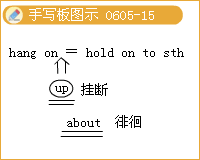 手写板图示 0605-15
hang on = hold on to sth
up 挂断
about 徘徊